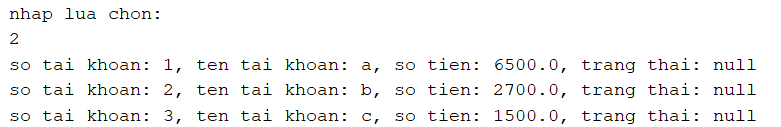 nhap lua chon:
2
so tai khoan: 1, ten tai khoan: a, so tien: 6500.0, trang thai: null
so tai khoan: 2, ten tai khoan: b, so tien: 2700.0, trang thai: null
so tai khoan: 3, ten tai khoan: c, so tien: 1500.0, trang thai: null